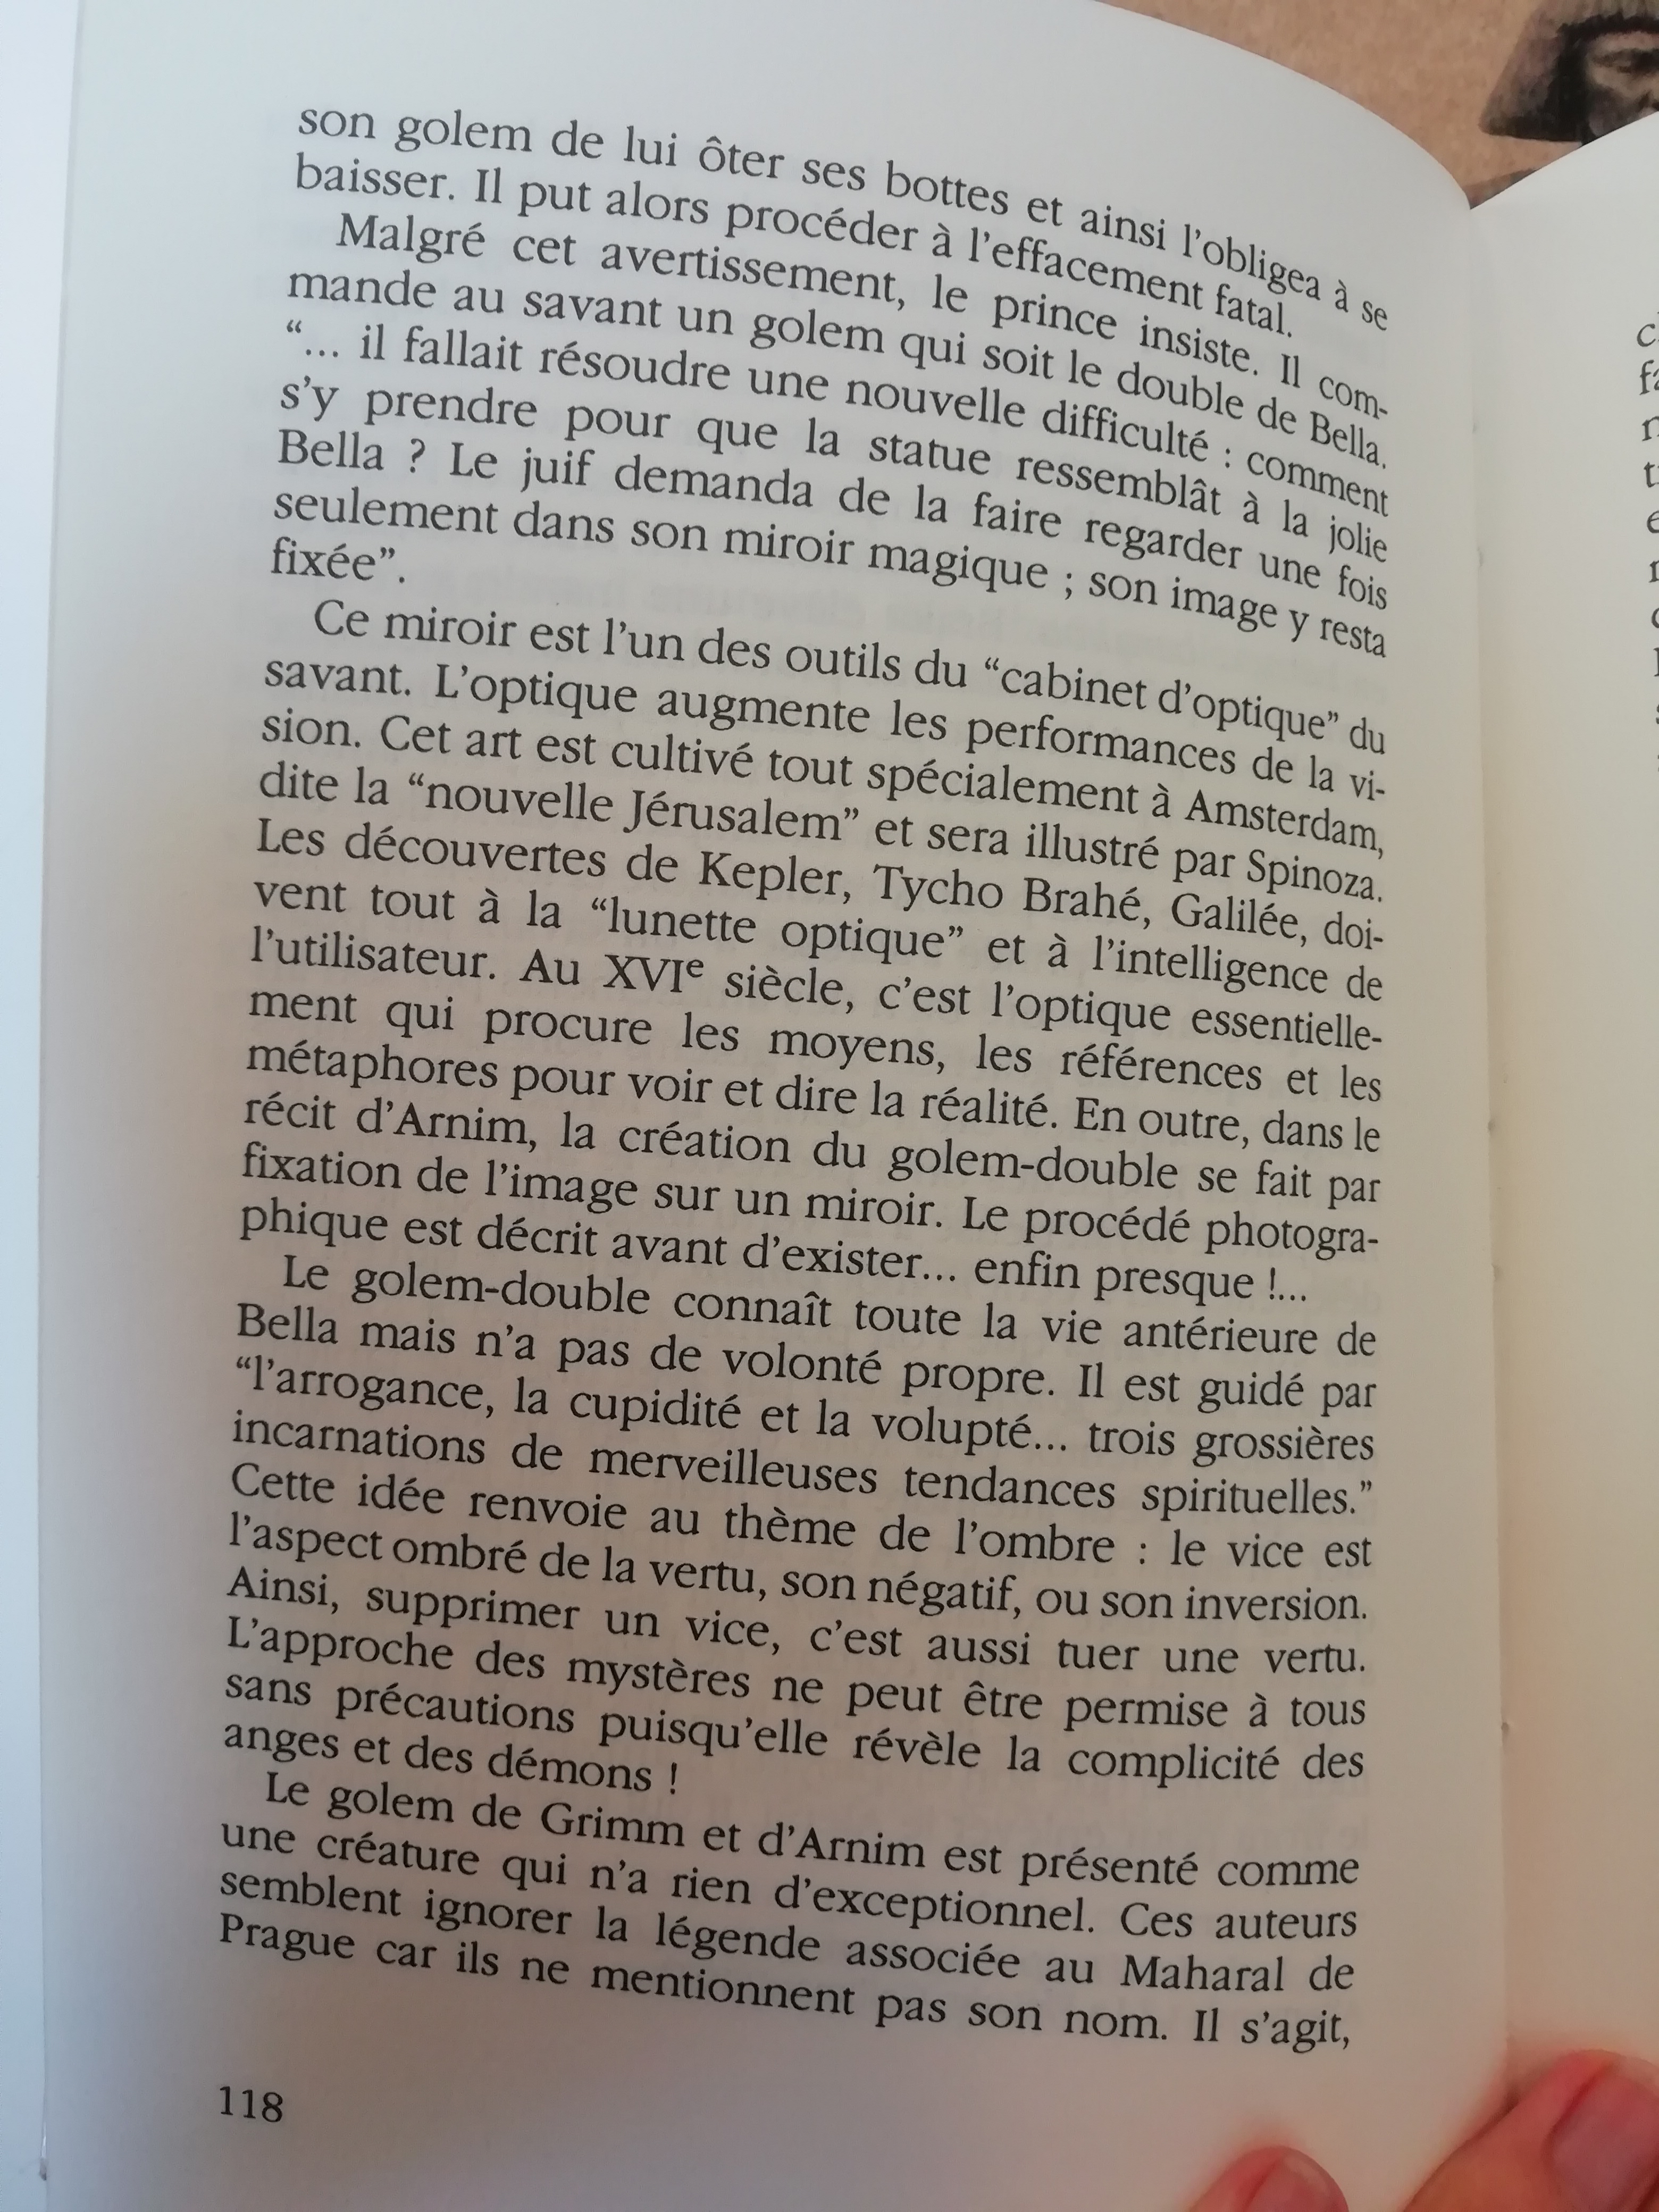 son golem de lui ôter ses bottes et ainsi l'obligea à se
baisser. Il put alors procéder à l'effacement fatal.
Malgré cet avertissement, le prince insiste. Il com-
mande au savant un golem qui soit le double de Bella.
“... il fallait résoudre une nouvelle difficulté : comment
s'y prendre pour que la statue ressemblât à la jolie
Bella ? Le juif demanda de la faire regarder une fois
seulement dans son miroir magique ; son image y resta
fixée”.
Ce miroir est l'un des outils du “cabinet d'optique” du
savant. L'optique augmente les performances de la vi-
sion. Cet art est cultivé tout spécialement à Amsterdam,
dite la “nouvelle Jérusalem” et sera illustré par Spinoza.
Les découvertes de Kepler, Tycho Brahé, Galilée, doi-
vent tout à la “lunette optique” et à l'intelligence de
l'utilisateur. Au XVIe siècle, c'est l'optique essentielle-
ment qui procure les moyens, les références et les
métaphores pour voir et dire la réalité. En outre, dans le
récit d'Arnim, la création du golem-double se fait par
fixation de l'image sur un miroir. Le procédé photogra-
phique est décrit avant d'exister... enfin presque !...
Le golem-double connaît toute la vie antérieure de
Bella mais n'a pas de volonté propre. Il est guidé par
“l'arrogance, la cupidité et la volupté... trois grossières
incarnations de merveilleuses tendances spirituelles.”
Cette idée renvoie au thème de l'ombre : le vice est
l'aspect ombré de la vertu, son négatif, ou son inversion.
Ainsi, supprimer un vice, c'est aussi tuer une vertu.
L'approche des mystères ne peut être permise à tous
sans précautions puisqu'elle révèle la complicité des
anges et des démons !
Le golem de Grimm et d'Arnim est présenté comme
une créature qui n'a rien d'exceptionnel. Ces auteurs
semblent ignorer la légende associée au Maharal de
Prague car ils ne mentionnent pas son nom. Il s'agit,
118